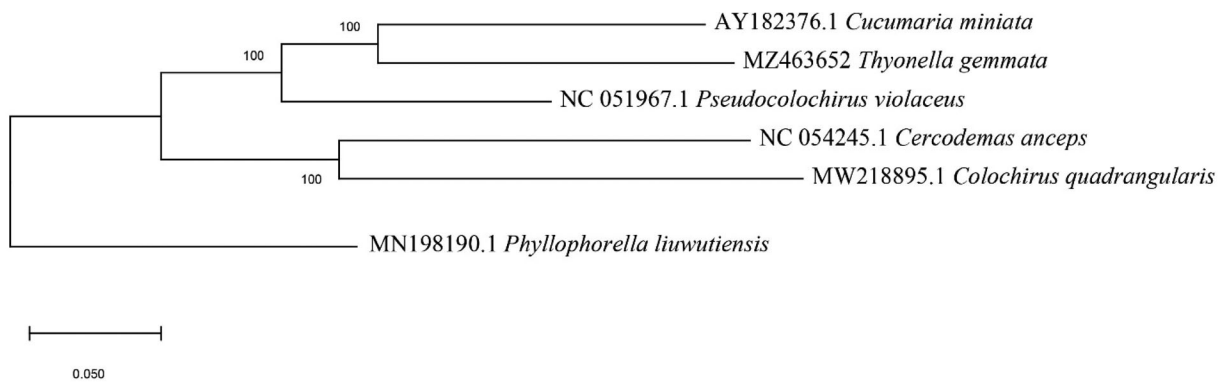 100
AY182376.1 Cucumaria miniata
100
MZ463652 Thyonella gemmata
NC 051967.1 Pseudocolochirus violaceus
NC 054245.1 Cercodemas anceps
100
MW218895.1 Colochirus quadrangularis
MN198190.1 Phyllophorella liuwutiensis
0.050